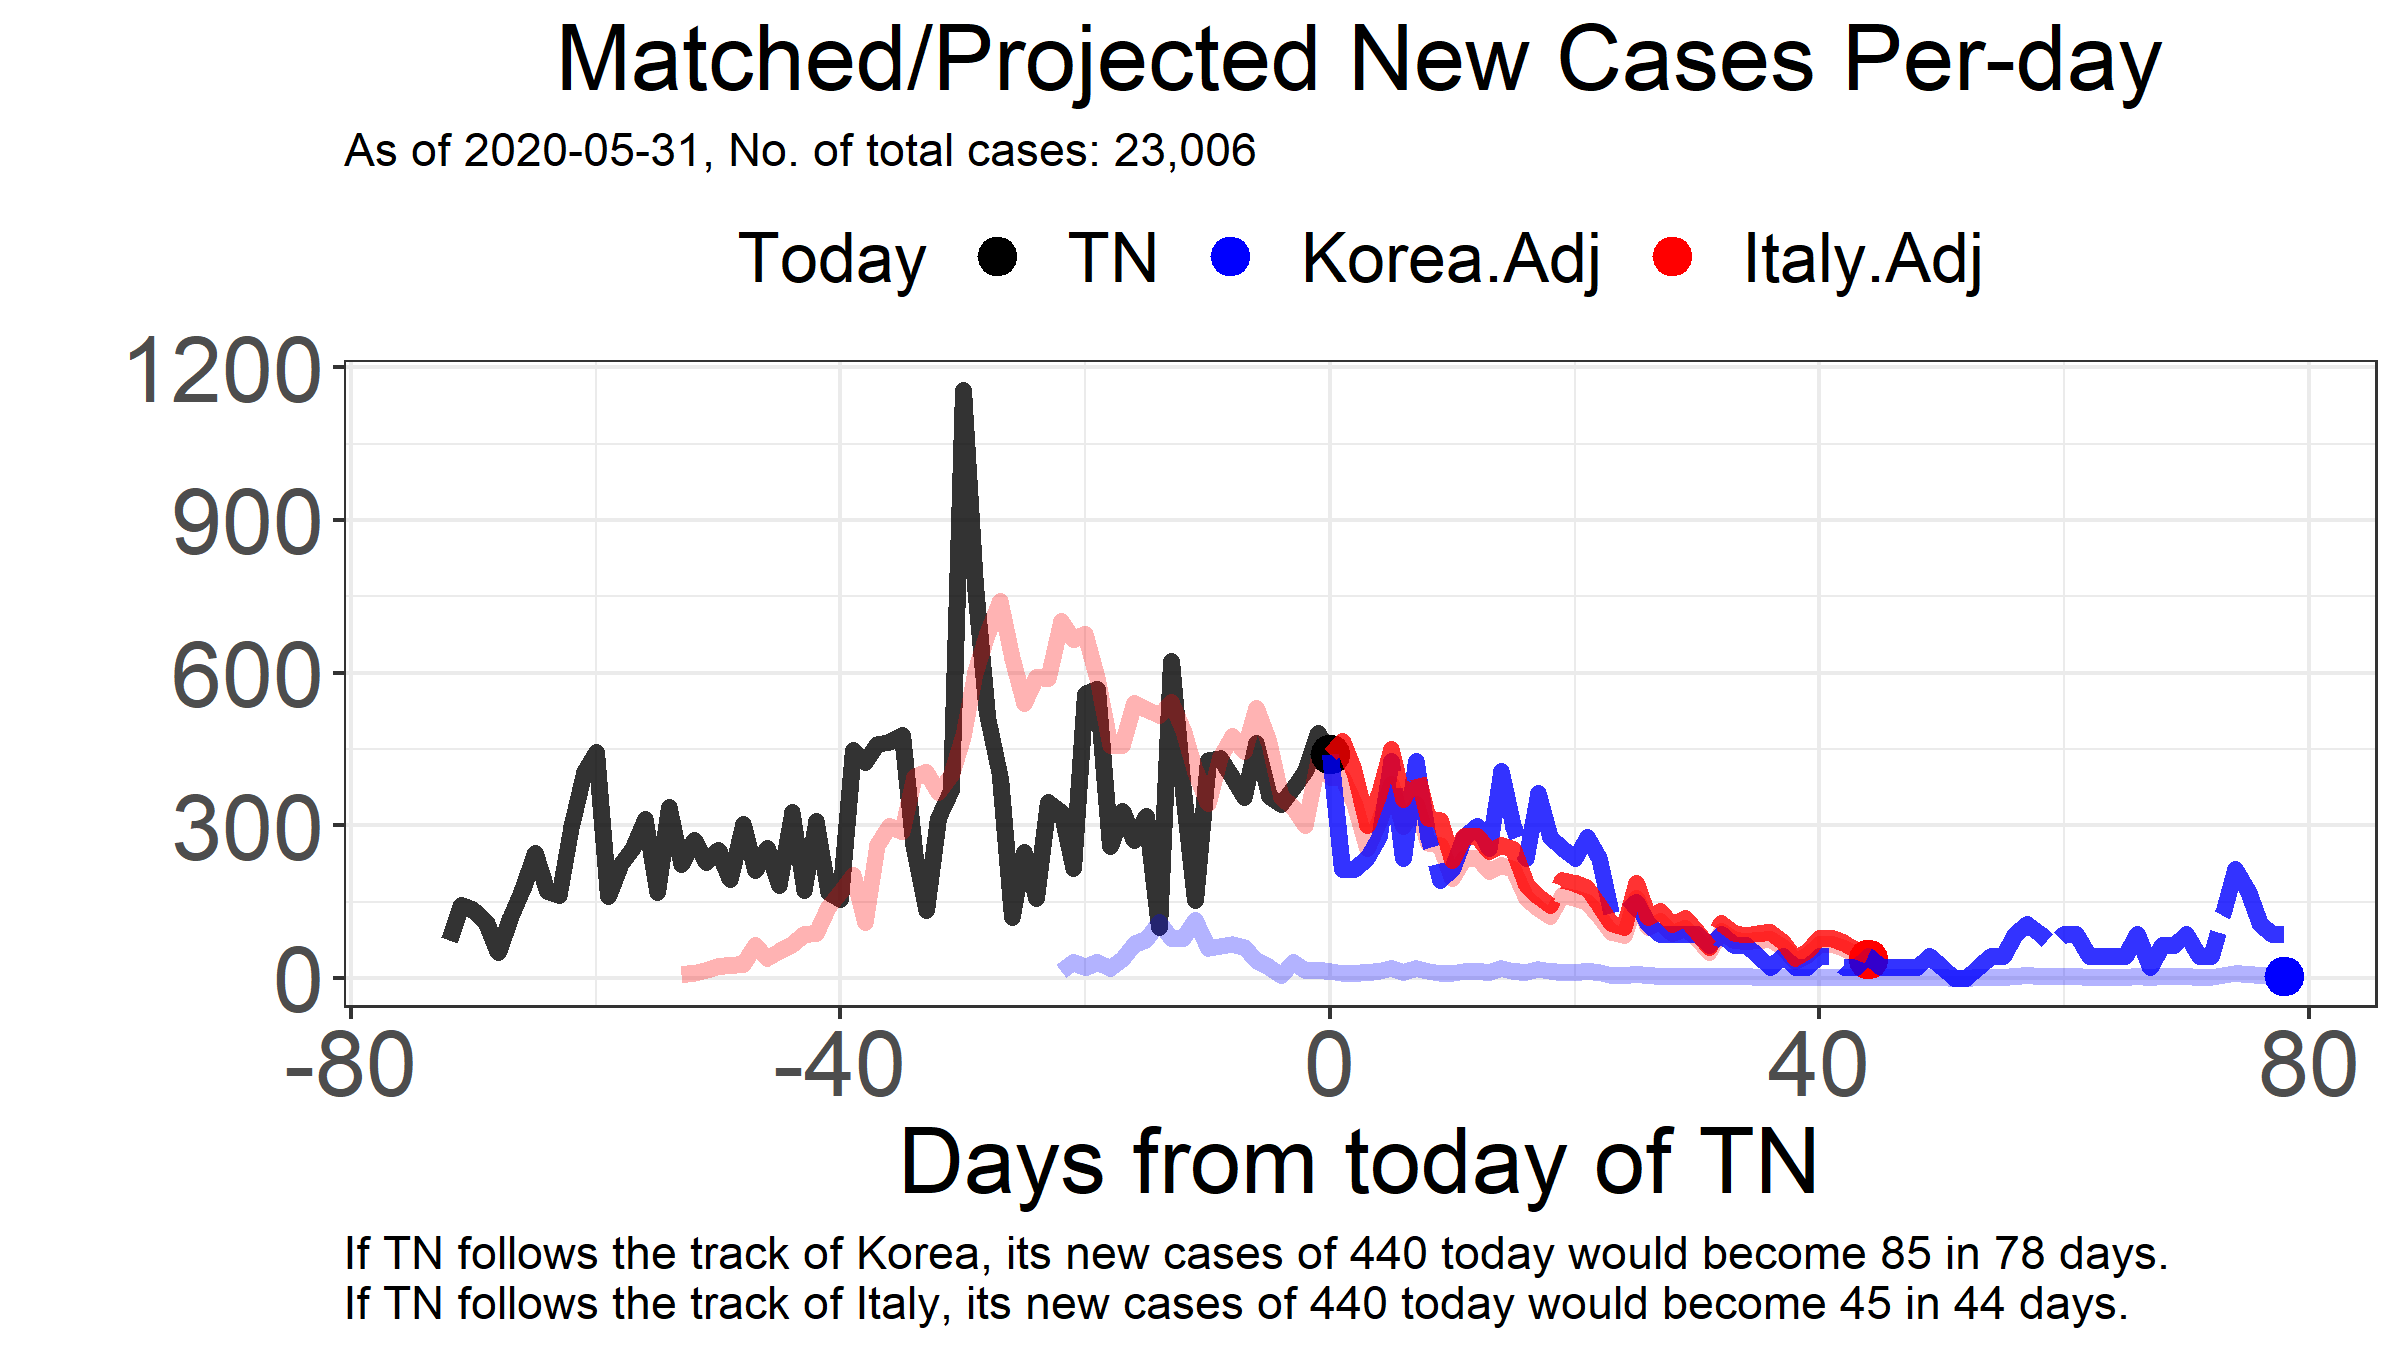 Matched/Projected New Cases Per-day
As of 2020-05-31, No. of total cases: 23,006
Today TN Korea.Adj Italy.Adj
1200
900
600
300
0
-80 -40 0 40 80
Days from today of TN
If TN follows the track of Korea, its new cases of 440 today would become 85 in 78 days.
If TN follows the track of Italy, its new cases of 440 today would become 45 in 44 days.